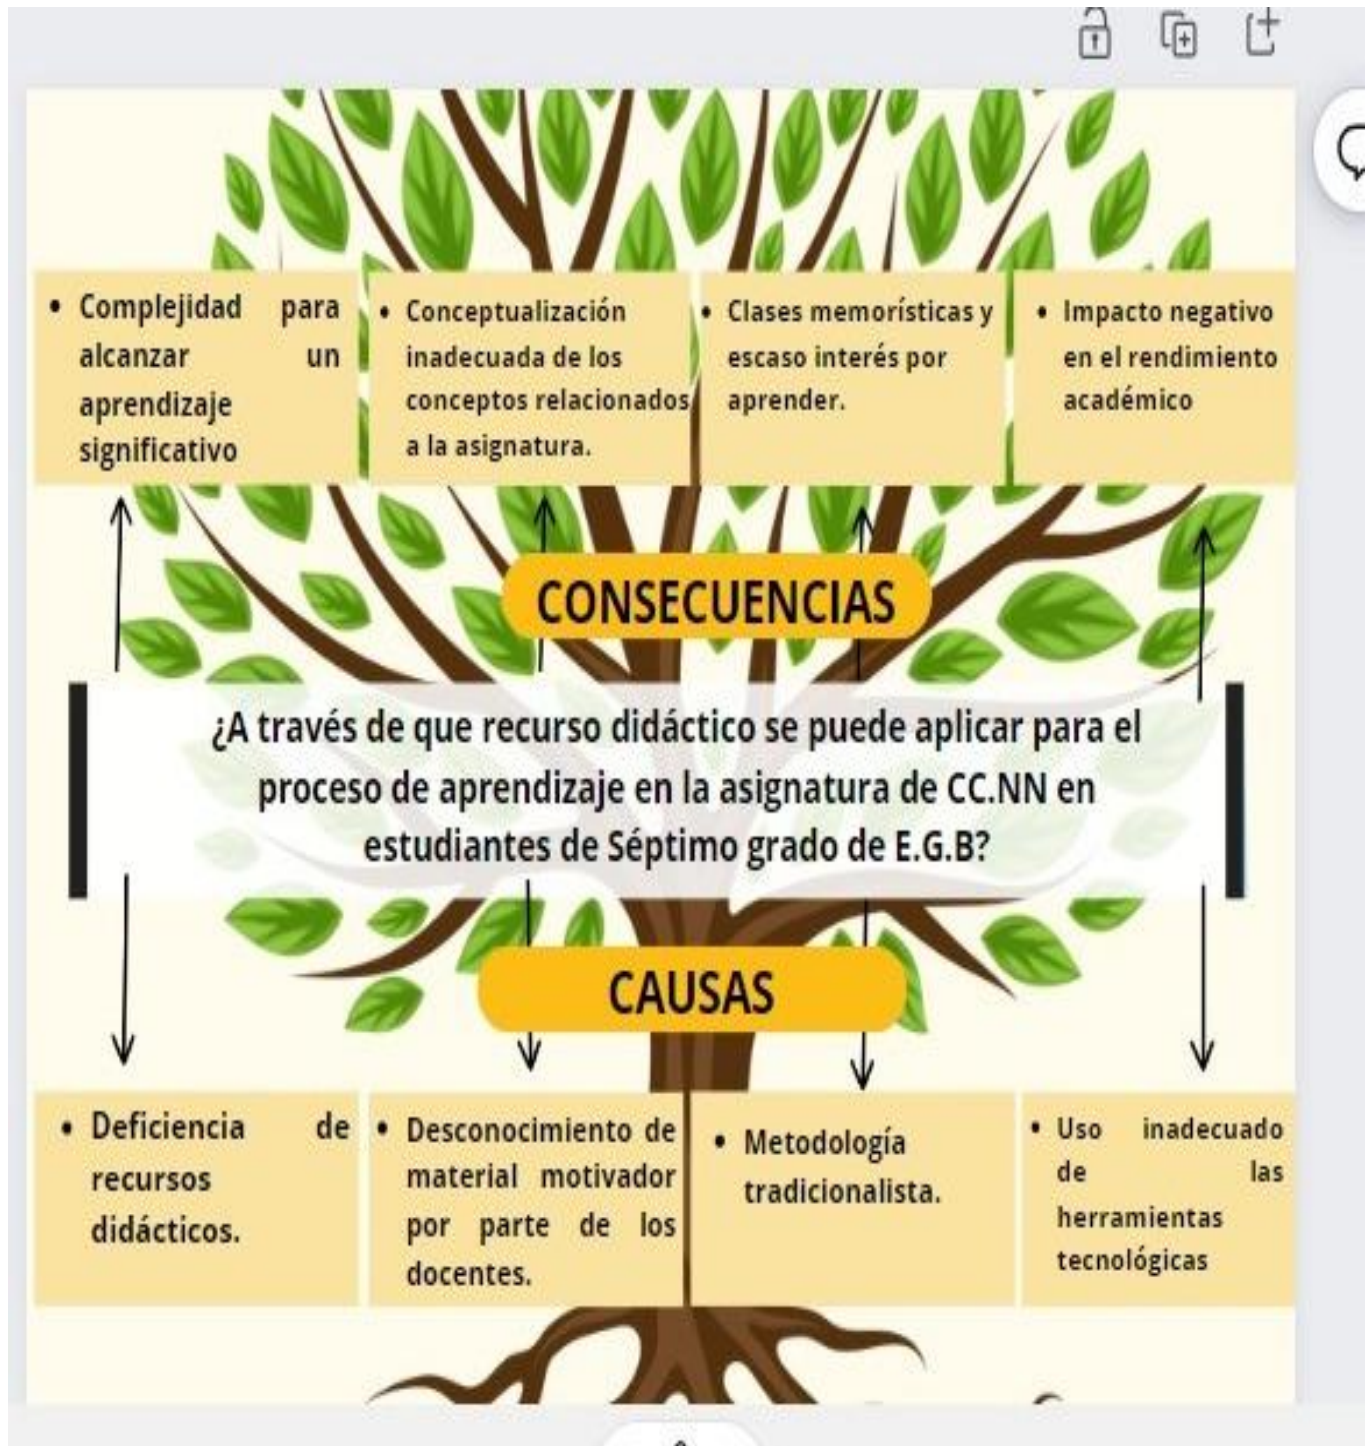 • Complejidad para
alcanzar un
aprendizaje
significativo
• Conceptualización
inadecuada de los
conceptos relacionados
a la asignatura.
• Clases memorísticas y
escaso interés por
aprender.
• Impacto negativo
en el rendimiento
académico
CONSECUENCIAS
¿A través de que recurso didáctico se puede aplicar para el
proceso de aprendizaje en la asignatura de CC.NN en
estudiantes de Séptimo grado de E.G.B?
CAUSAS
• Deficiencia de
recursos
didácticos.
• Desconocimiento de
material motivador
por parte de los
docentes.
• Metodología
tradicionalista.
• Uso inadecuado
de las
herramientas
tecnológicas